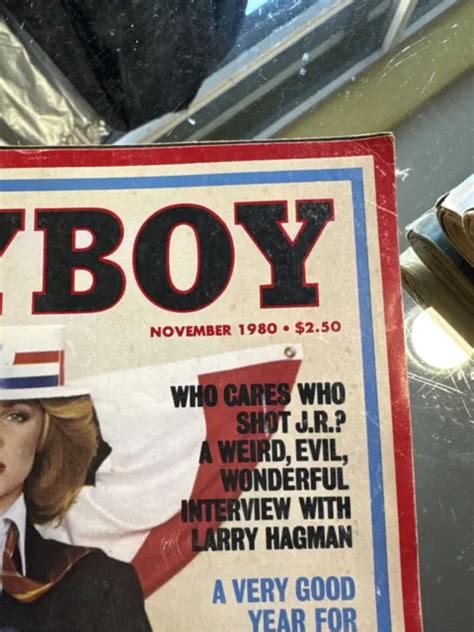 YBOY
NOVEMBER 1980 • $2.50
WHO CARES WHO
SHOT J.R.?
A WEIRD, EVIL,
WONDERFUL
INTERVIEW WITH
LARRY HAGMAN
A VERY GOOD
YEAR FOR